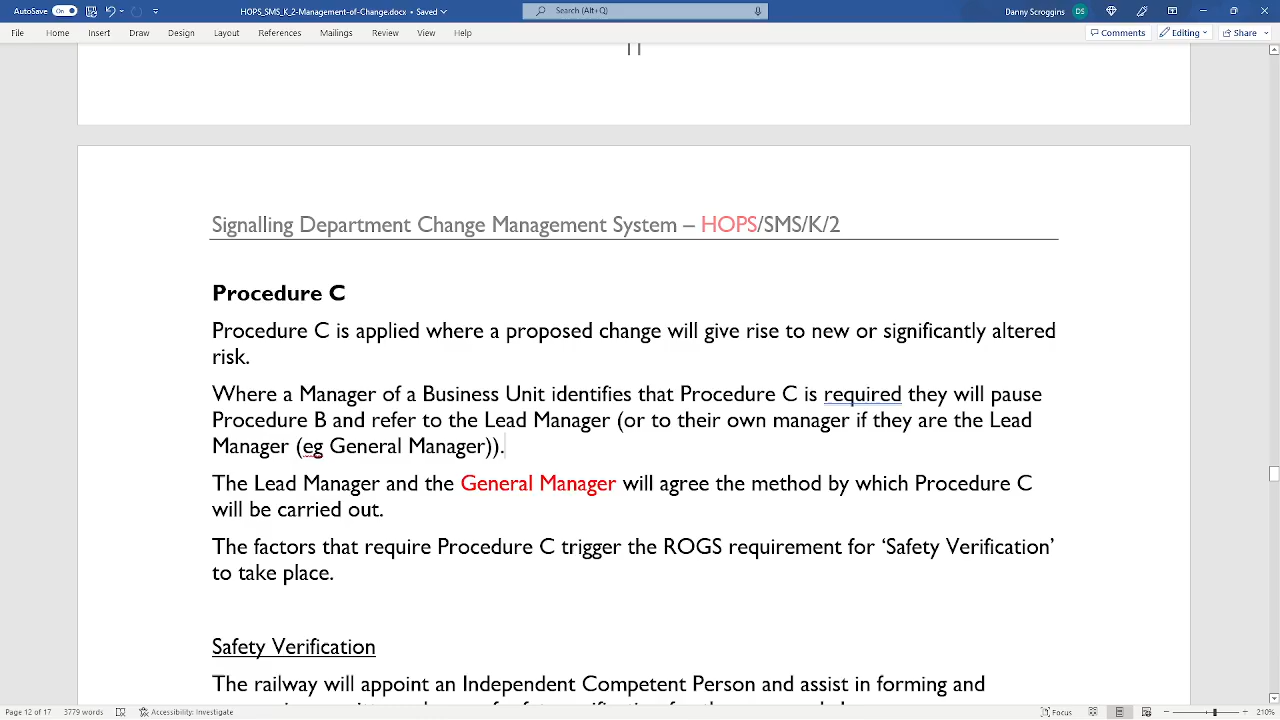 AutoSave On HOPS_SMS_K_2-Management-of-Change.docx • Saved Search (Alt+Q) Danny Scroggins DS
File Home Insert Draw Design Layout References Mailings Review View Help Comments Editing Share
11
Signalling Department Change Management System – HOPS/SMS/K/2
Procedure C
Procedure C is applied where a proposed change will give rise to new or significantly altered
risk.
Where a Manager of a Business Unit identifies that Procedure C is required they will pause
Procedure B and refer to the Lead Manager (or to their own manager if they are the Lead
Manager (eg General Manager)).
The Lead Manager and the General Manager will agree the method by which Procedure C
will be carried out.
The factors that require Procedure C trigger the ROGS requirement for ‘Safety Verification’
to take place.
Safety Verification
The railway will appoint an Independent Competent Person and assist in forming and
Page 12 of 17 3779 words Accessibility: Investigate Focus 210%